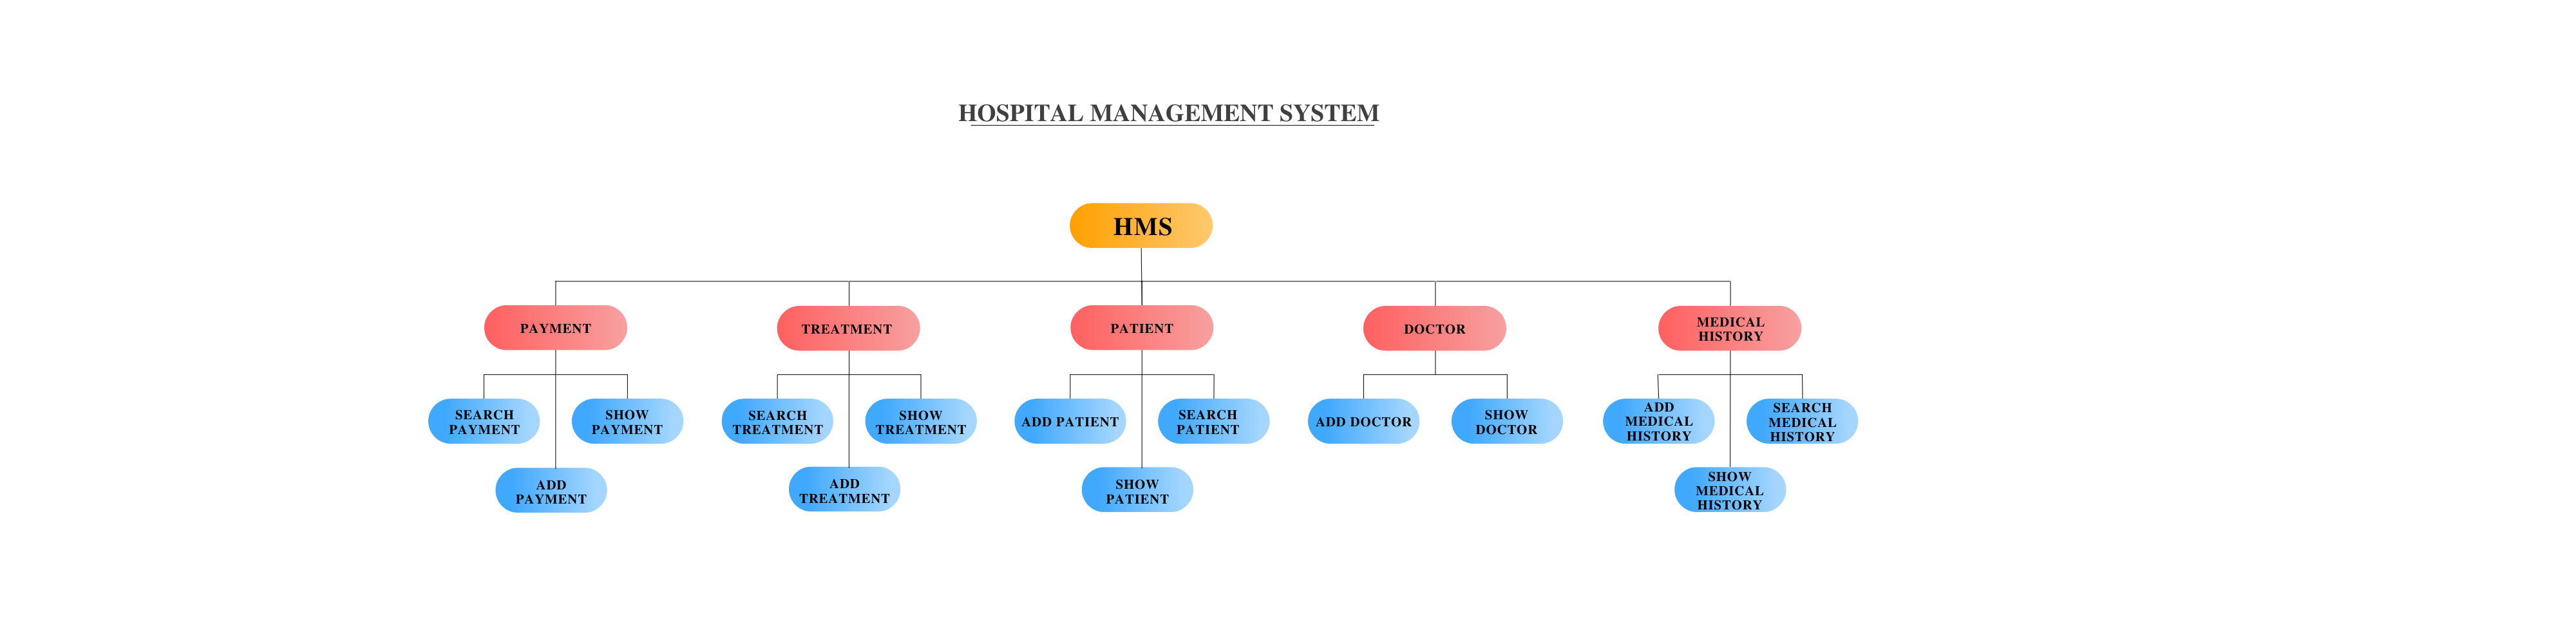 HOSPITAL MANAGEMENT SYSTEM
HMS
PAYMENT
TREATMENT
PATIENT
DOCTOR
MEDICAL
HISTORY
SEARCH
PAYMENT
SHOW
PAYMENT
SEARCH
TREATMENT
SHOW
TREATMENT
ADD PATIENT
SEARCH
PATIENT
ADD DOCTOR
SHOW
DOCTOR
ADD
MEDICAL
HISTORY
SEARCH
MEDICAL
HISTORY
ADD
PAYMENT
ADD
TREATMENT
SHOW
PATIENT
SHOW
MEDICAL
HISTORY